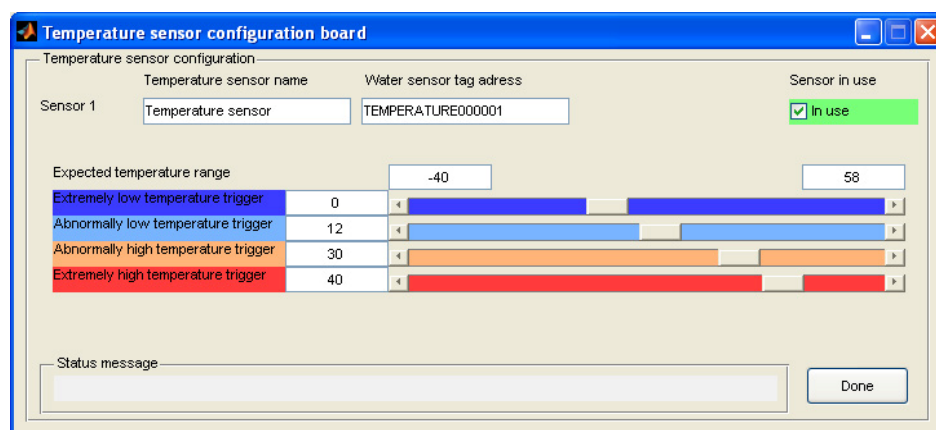 Temperature sensor configuration board
Temperature sensor configuration
Temperature sensor name Water sensor tag adress Sensor in use
Sensor 1 Temperature sensor TEMPERATURE000001 In use
Expected temperature range -40 58
Extremely low temperature trigger 0
Abnormally low temperature trigger 12
Abnormally high temperature trigger 30
Extremely high temperature trigger 40
Status message
Done